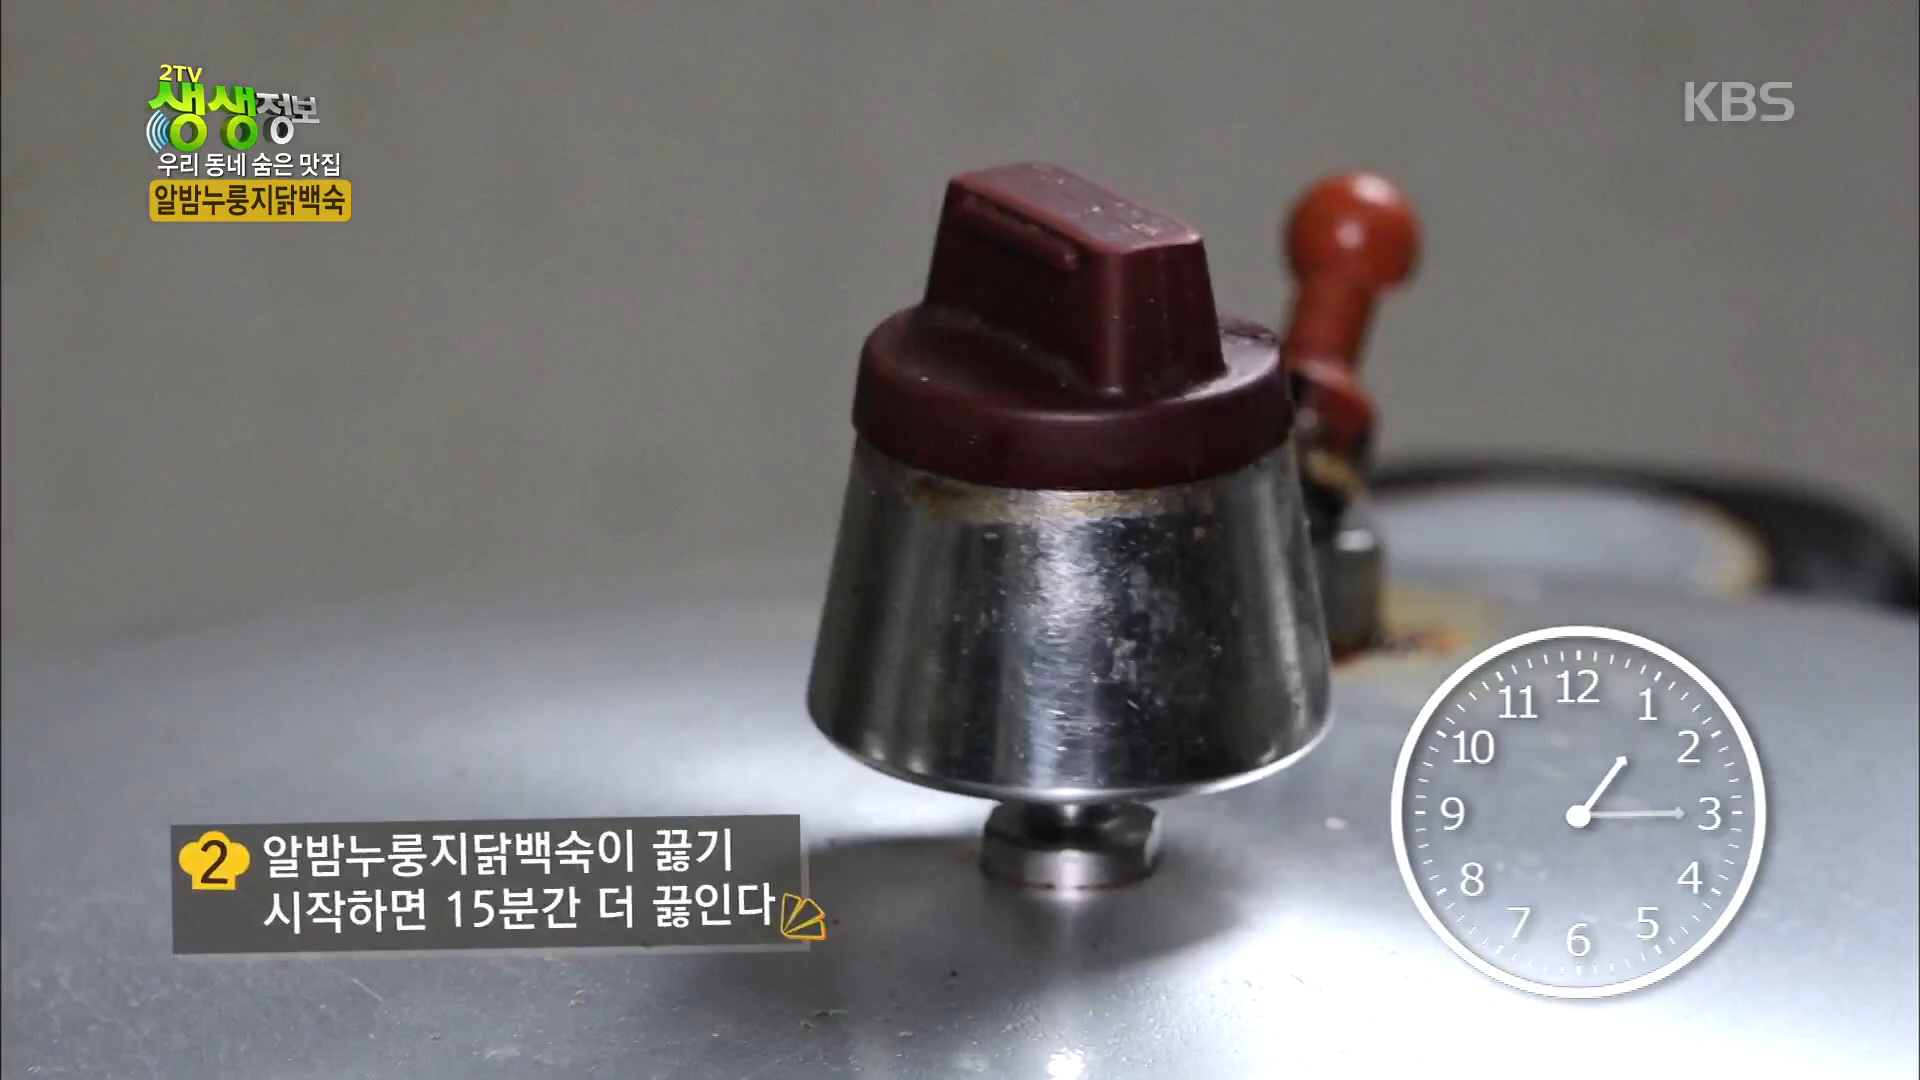 2TV
생생정보
우리 동네 숨은 맛집
알밤누룽지닭백숙
KBS
2 알밤누룽지닭백숙이 끓기
시작하면 15분간 더 끓인다
12
11 1
10 2
9 3
8 4
7 5
6